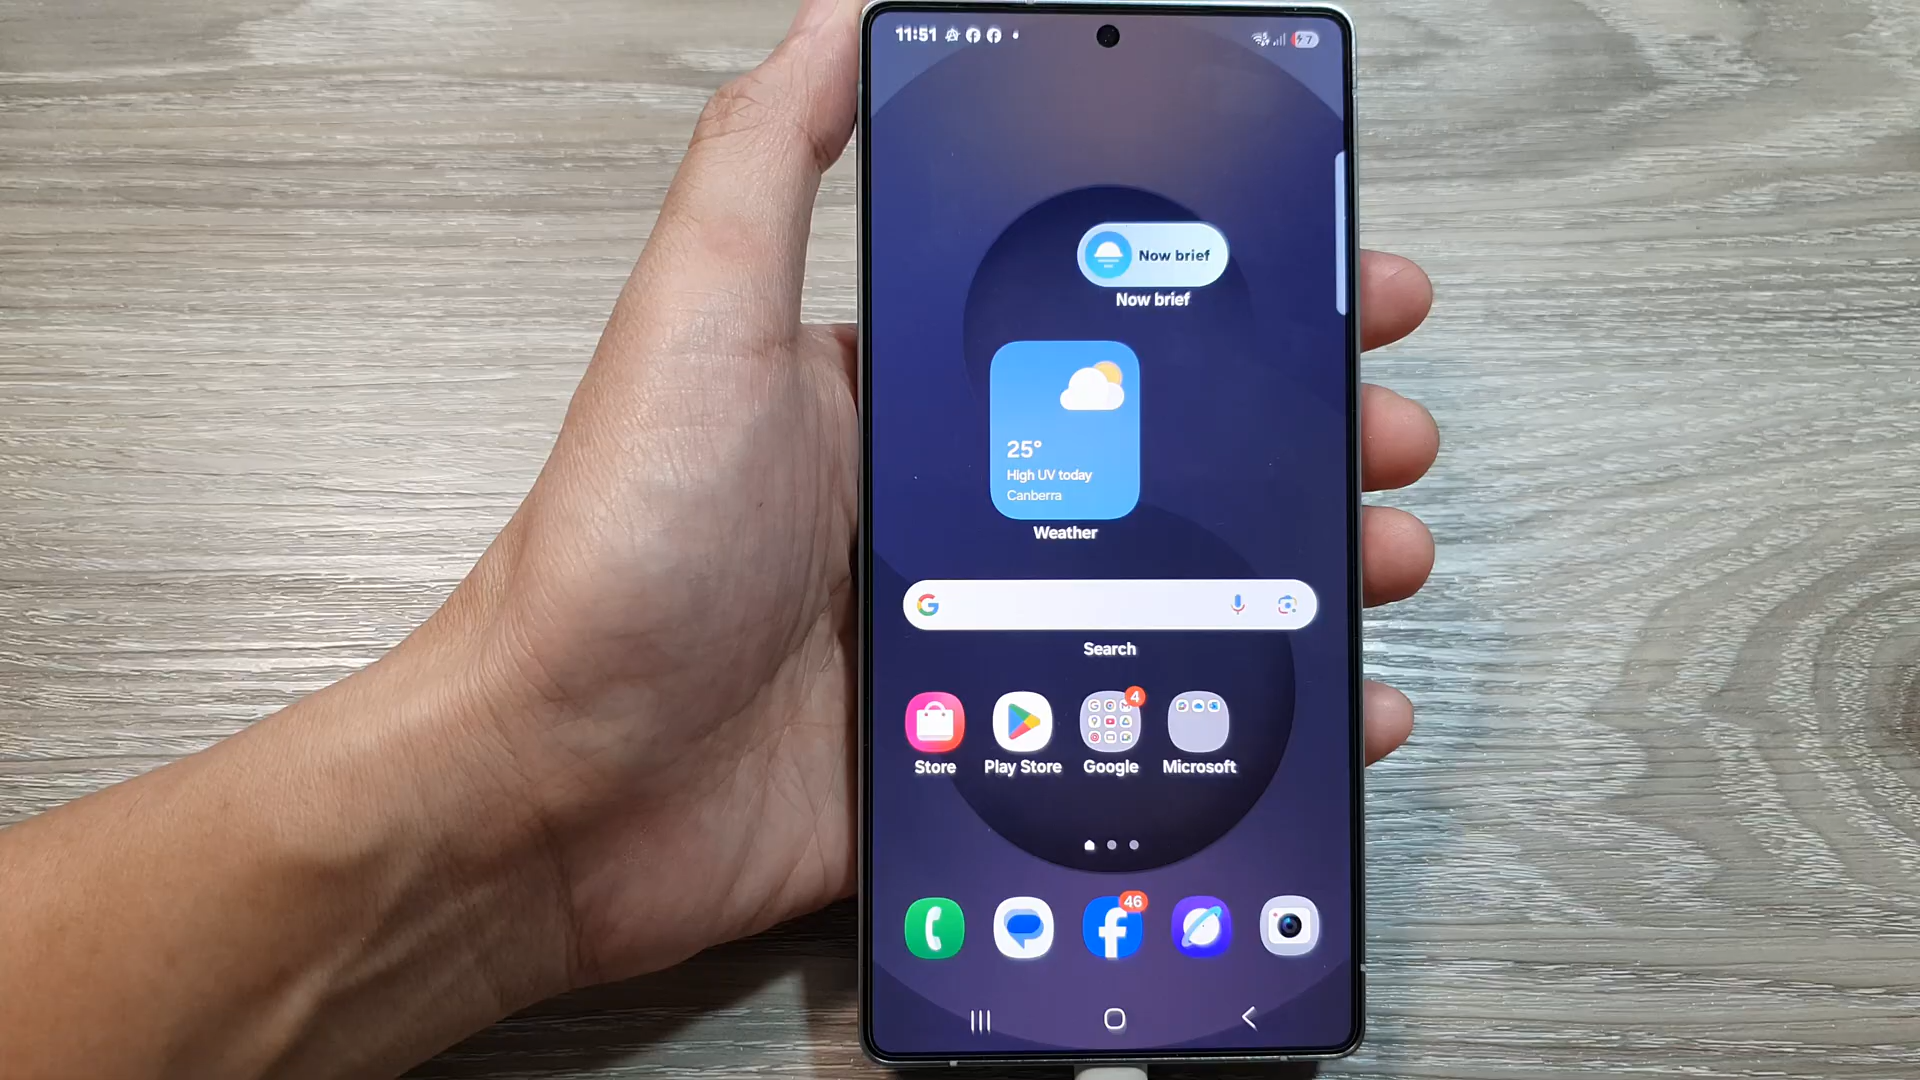 11:51
7
Now brief
Now brief
25°
High UV today
Canberra
Weather
Search
4
Store Play Store Google Microsoft
46